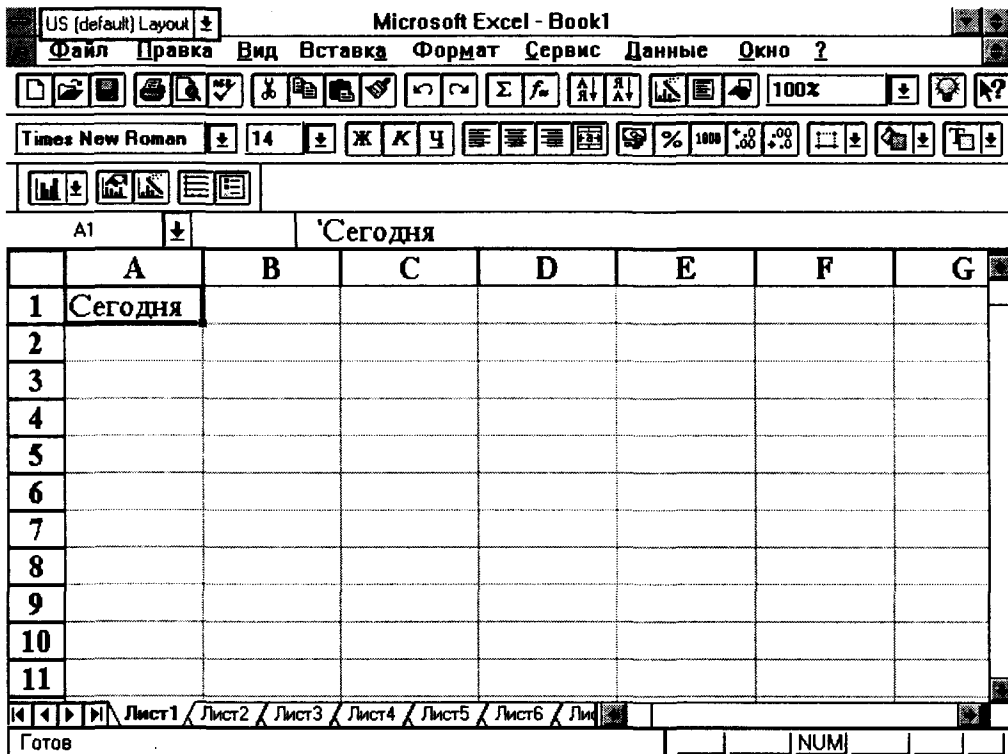 US (default) Layout Microsoft Excel - Book1
Файл Правка Вид Вставка Формат Сервис Данные Окно ?
100%
Times New Roman 14 Ж К Ч % 1000
A1 'Сегодня
A B C D E F G
1 Сегодня
2
3
4
5
6
7
8
9
10
11
Лист1 Лист2 Лист3 Лист4 Лист5 Лист6
Готов NUM